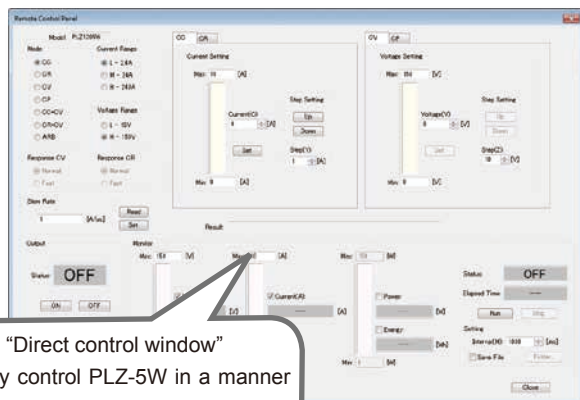 Remote Control Panel
Model PLZ1205W
CC CR
CV CP
Mode
Current Range
CC
L - 2.4A
CR
M - 24A
CV
H - 240A
CP
CC+CV
Voltage Range
CR+CV
L - 15V
ARB
H - 150V
Response CV
Response CR
Normal
Normal
Fast
Fast
Slew Rate
1 [A/us]
Read
Set
Current Setting
Max [A]
Current(C)
0 [A]
Set
Min 0 [A]
Step Setting
Up
Down
Step(Y)
1 [A]
Voltage Setting
Max 150 [V]
Voltage(V)
0 [V]
Set
Min 0 [V]
Step Setting
Up
Down
Step(Z)
10 [V]
Result
Output
Status OFF
ON OFF
Monitor
Max 150 [V]
Max [A]
Max [W]
[V]
Current(A)
[A]
Power
[W]
Energy
[Wh]
Min [W]
Status OFF
Elapsed Time
Run Stop
Setting
Interval(M) 1000 [ms]
Save File
Folder...
Close
"Direct control window"
y control PLZ-5W in a manner